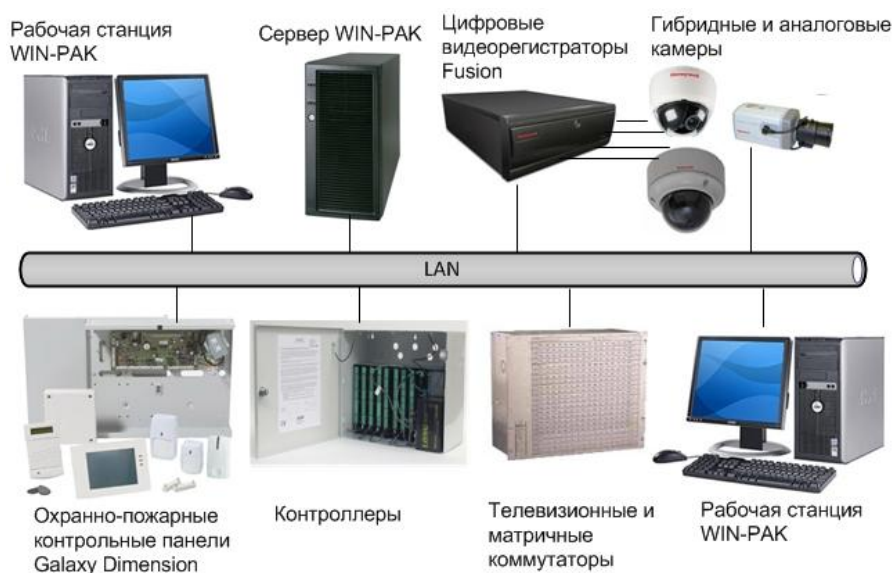 Рабочая станция
WIN-PAK
Сервер WIN-PAK
Цифровые
видеорегистраторы
Fusion
Гибридные и аналоговые
камеры
LAN
Охранно-пожарные
контрольные панели
Galaxy Dimension
Контроллеры
Телевизионные и
матричные
коммутаторы
Рабочая станция
WIN-PAK